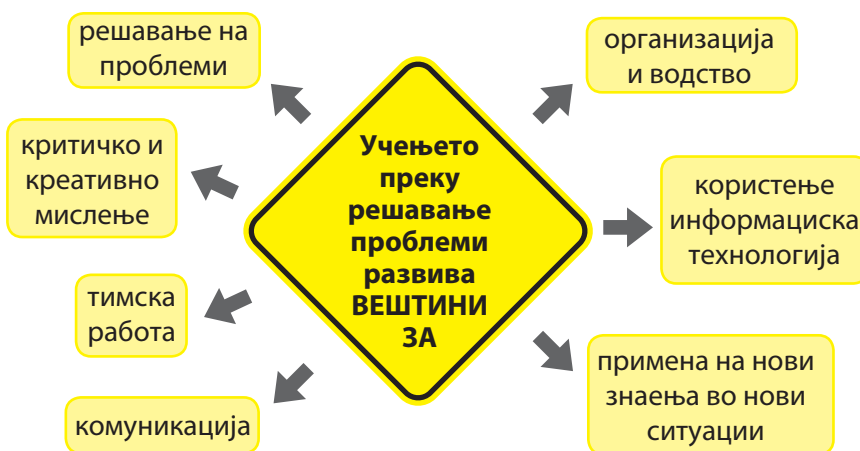 решавање на
проблеми
критичко и
креативно
мислење
тимска
работа
комуникација
Учењето
преку
решавање
проблеми
развива
ВЕШТИНИ
ЗА
организација
и водство
користење
информациска
технологија
примена на нови
знаења во нови
ситуации